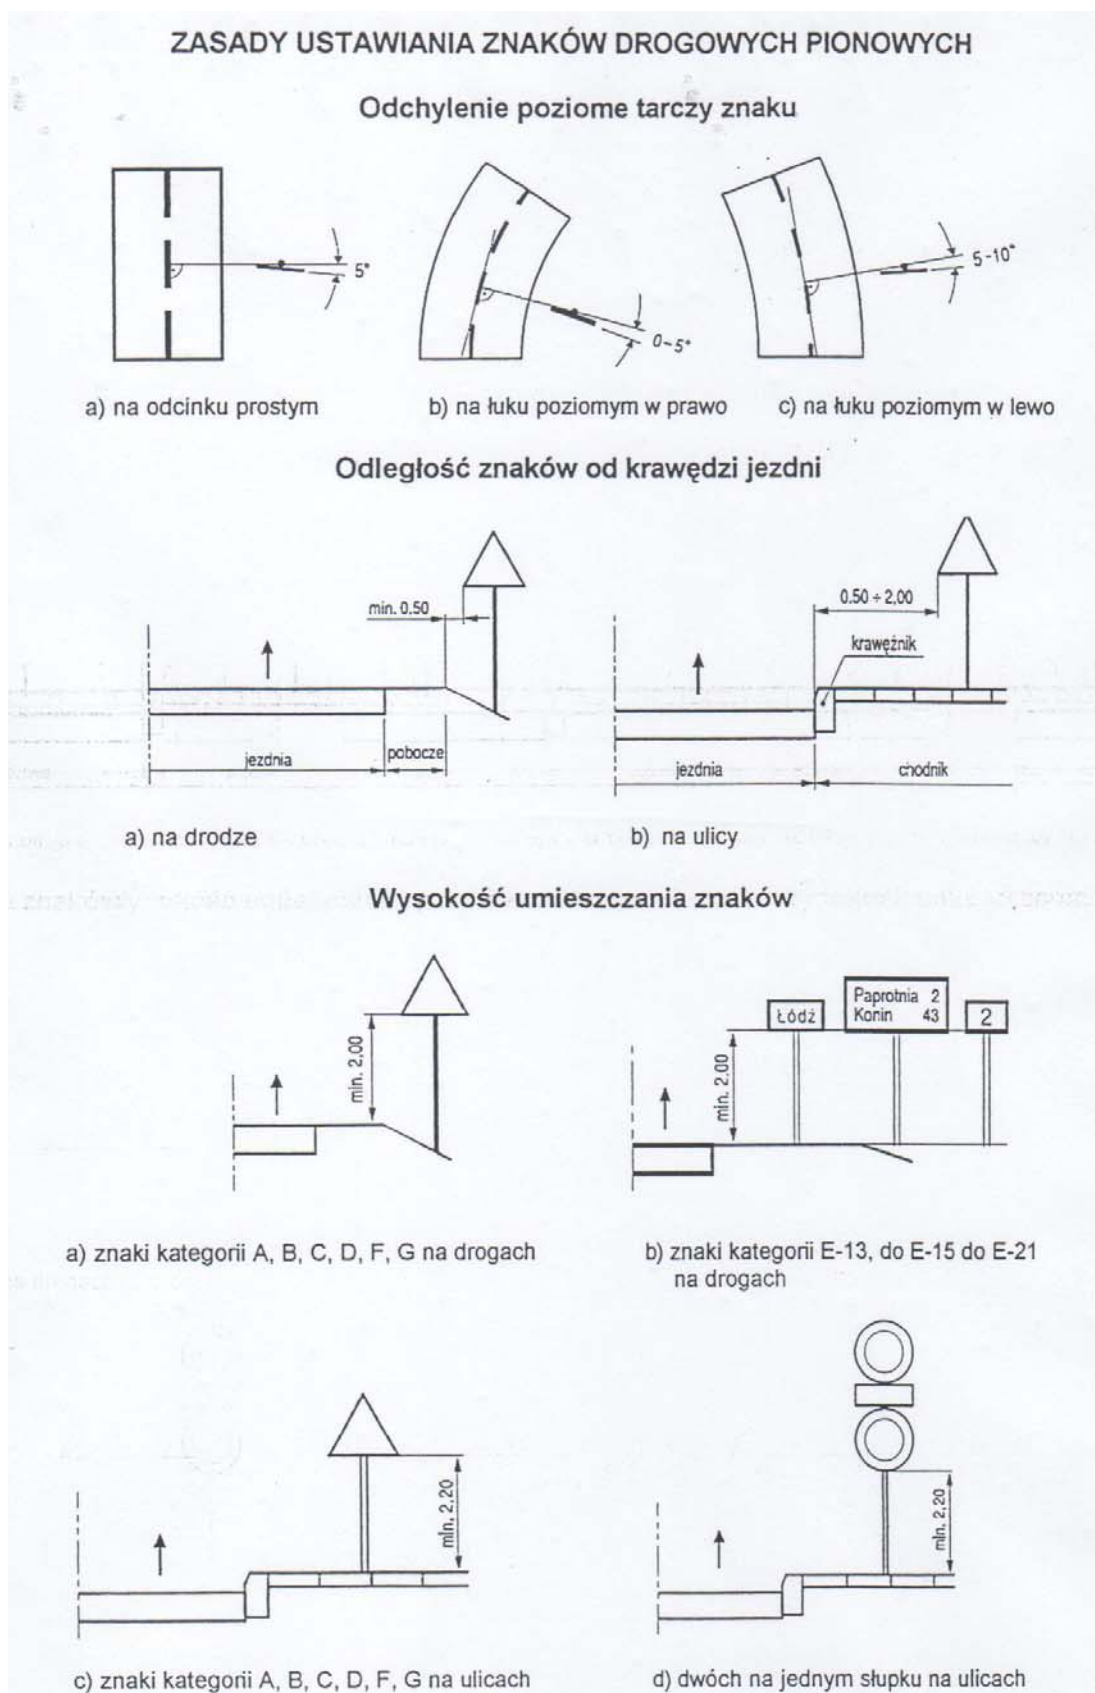 ZASADY USTAWIANIA ZNAKÓW DROGOWYCH PIONOWYCH
Odchylenie poziome tarczy znaku
5°
0-5°
5-10°
a) na odcinku prostym
b) na łuku poziomym w prawo
c) na łuku poziomym w lewo
Odległość znaków od krawędzi jezdni
min. 0.50
0.50 ÷ 2,00
krawężnik
jezdnia
pobocze
jezdnia
chodnik
a) na drodze
b) na ulicy
Wysokość umieszczania znaków
min. 2,00
min. 2.00
Łódź
Paprotnia 2
Konin 43
2
a) znaki kategorii A, B, C, D, F, G na drogach
b) znaki kategorii E-13, do E-15 do E-21
na drogach
min. 2,20
min. 2,20
c) znaki kategorii A, B, C, D, F, G na ulicach
d) dwóch na jednym słupku na ulicach